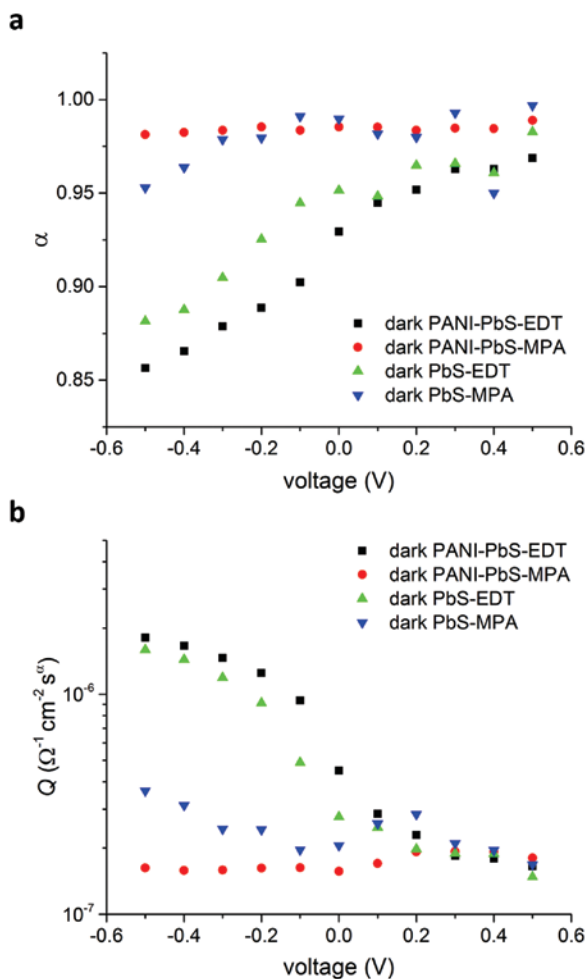 a
1.00
0.95
0.90
0.85
α
dark PANI-PbS-EDT
dark PANI-PbS-MPA
dark PbS-EDT
dark PbS-MPA
-0.6 -0.4 -0.2 0.0 0.2 0.4 0.6
voltage (V)
b
dark PANI-PbS-EDT
dark PANI-PbS-MPA
dark PbS-EDT
dark PbS-MPA
10⁻⁶
10⁻⁷
Q (Ω⁻¹ cm⁻² s^α)
-0.6 -0.4 -0.2 0.0 0.2 0.4 0.6
voltage (V)